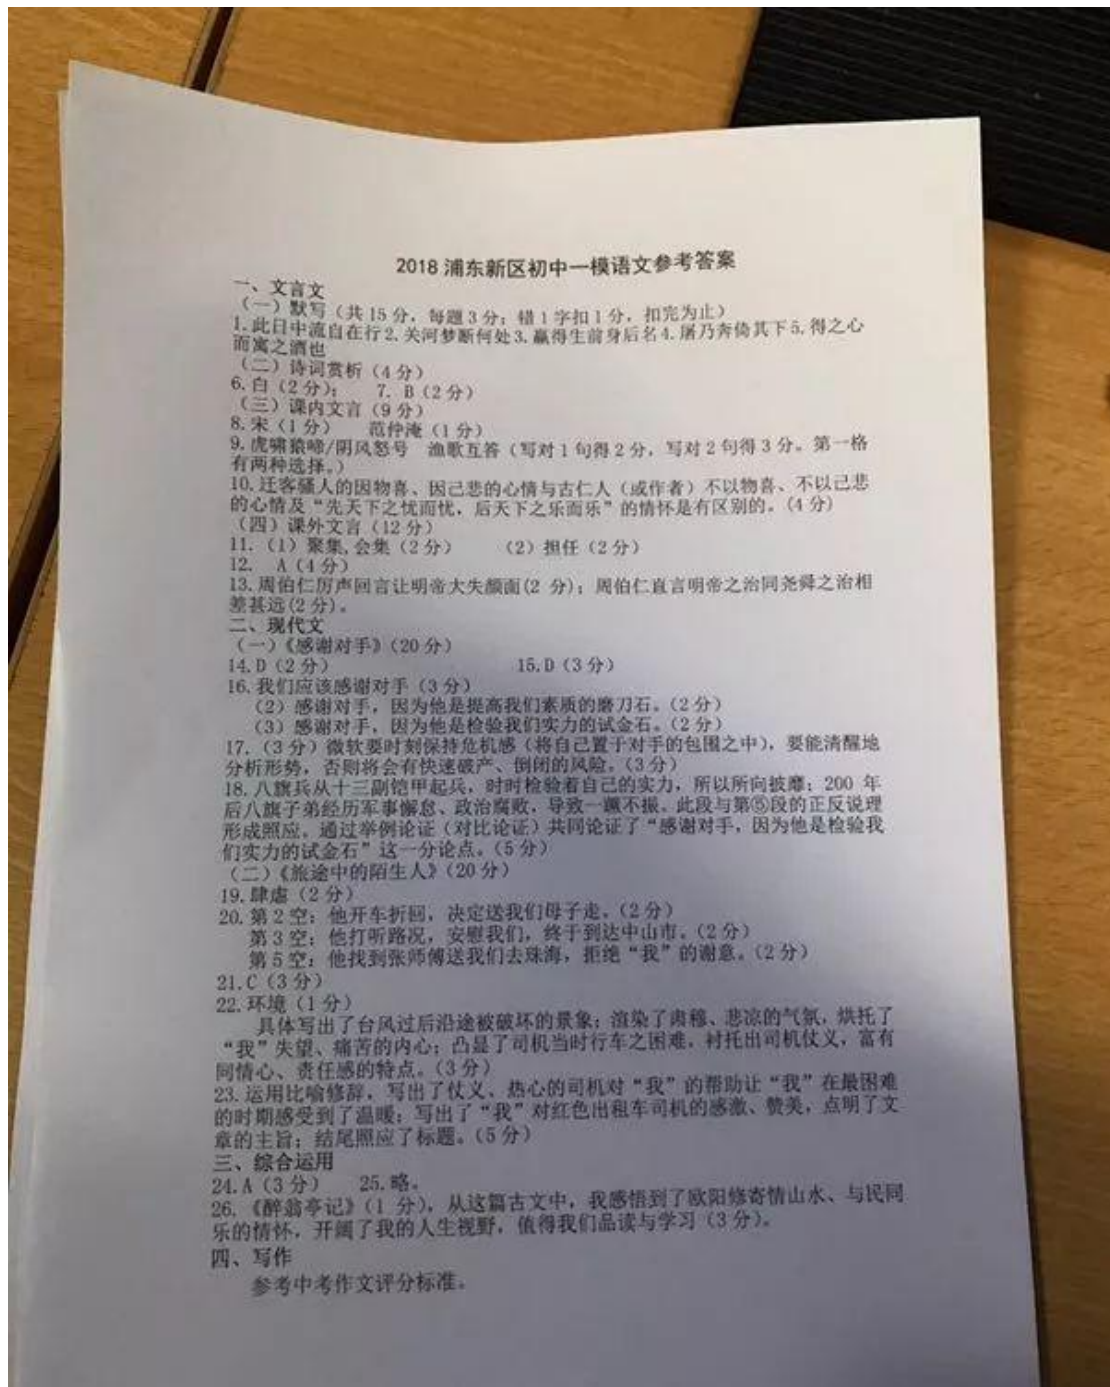 2018 浦东新区初中一模语文参考答案
一、文言文
（一）默写（共 15 分，每题 3 分；错 1 字扣 1 分，扣完为止）
1.此日中流自在行 2.关河梦断何处 3.赢得生前身后名 4.屠乃奔倚其下 5.得之心
而寓之酒也
（二）诗词赏析（4 分）
6.白（2 分）； 7. B（2 分）
（三）课内文言（9 分）
8.宋（1 分） 范仲淹（1 分）
9.虎啸猿啼/阴风怒号 渔歌互答（写对 1 句得 2 分，写对 2 句得 3 分。第一格
有两种选择。）
10.迁客骚人的因物喜、因己悲的心情与古仁人（或作者）不以物喜、不以己悲
的心情及“先天下之忧而忧，后天下之乐而乐”的情怀是有区别的。（4 分）
（四）课外文言（12 分）
11.（1）聚集,会集（2 分） （2）担任（2 分）
12. A（4 分）
13.周伯仁厉声回言让明帝大失颜面(2 分)；周伯仁直言明帝之治同尧舜之治相
差甚远(2 分)。
二、现代文
（一）《感谢对手》（20 分）
14.D（2 分） 15.D（3 分）
16.我们应该感谢对手（3 分）
（2）感谢对手，因为他是提高我们素质的磨刀石。（2 分）
（3）感谢对手，因为他是检验我们实力的试金石。（2 分）
17.（3 分）微软要时刻保持危机感（将自己置于对手的包围之中），要能清醒地
分析形势，否则将会有快速破产、倒闭的风险。（3 分）
18.八旗兵从十三副铠甲起兵，时时检验着自己的实力，所以所向披靡；200 年
后八旗子弟经历军事懈怠、政治腐败，导致一蹶不振。此段与第⑤段的正反说理
形成照应。通过举例论证（对比论证）共同论证了“感谢对手，因为他是检验我
们实力的试金石”这一分论点。（5 分）
（二）《旅途中的陌生人》（20 分）
19.肆虐（2 分）
20.第 2 空：他开车折回，决定送我们母子走。（2 分）
第 3 空：他打听路况，安慰我们，终于到达中山市。（2 分）
第 5 空：他找到张师傅送我们去珠海，拒绝“我”的谢意。（2 分）
21.C（3 分）
22.环境（1 分）
具体写出了台风过后沿途被破坏的景象；渲染了肃穆、悲凉的气氛，烘托了
“我”失望、痛苦的内心；凸显了司机当时行车之困难，衬托出司机仗义，富有
同情心、责任感的特点。（3 分）
23.运用比喻修辞，写出了仗义、热心的司机对“我”的帮助让“我”在最困难
的时期感受到了温暖；写出了“我”对红色出租车司机的感激、赞美，点明了文
章的主旨；结尾照应了标题。（5 分）
三、综合运用
24.A（3 分） 25.略。
26.《醉翁亭记》（1 分），从这篇古文中，我感悟到了欧阳修寄情山水、与民同
乐的情怀，开阔了我的人生视野，值得我们品读与学习（3 分）。
四、写作
参考中考作文评分标准。